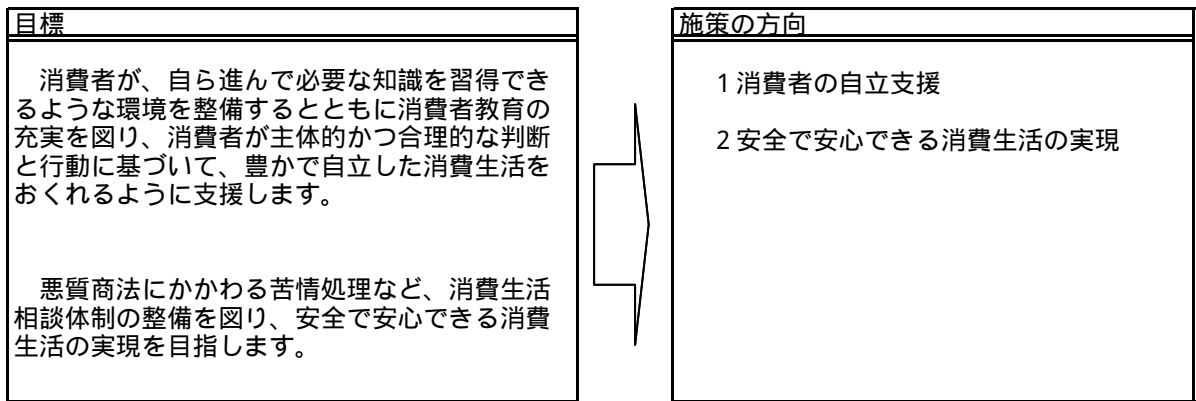 目標
消費者が、自ら進んで必要な知識を習得でき
るような環境を整備するとともに消費者教育の
充実を図り、消費者が主体的かつ合理的な判断
と行動に基づいて、豊かで自立した消費生活を
おくれるように支援します。
悪質商法にかかわる苦情処理など、消費生活
相談体制の整備を図り、安全で安心できる消費
生活の実現を目指します。
施策の方向
1 消費者の自立支援
2 安全で安心できる消費生活の実現